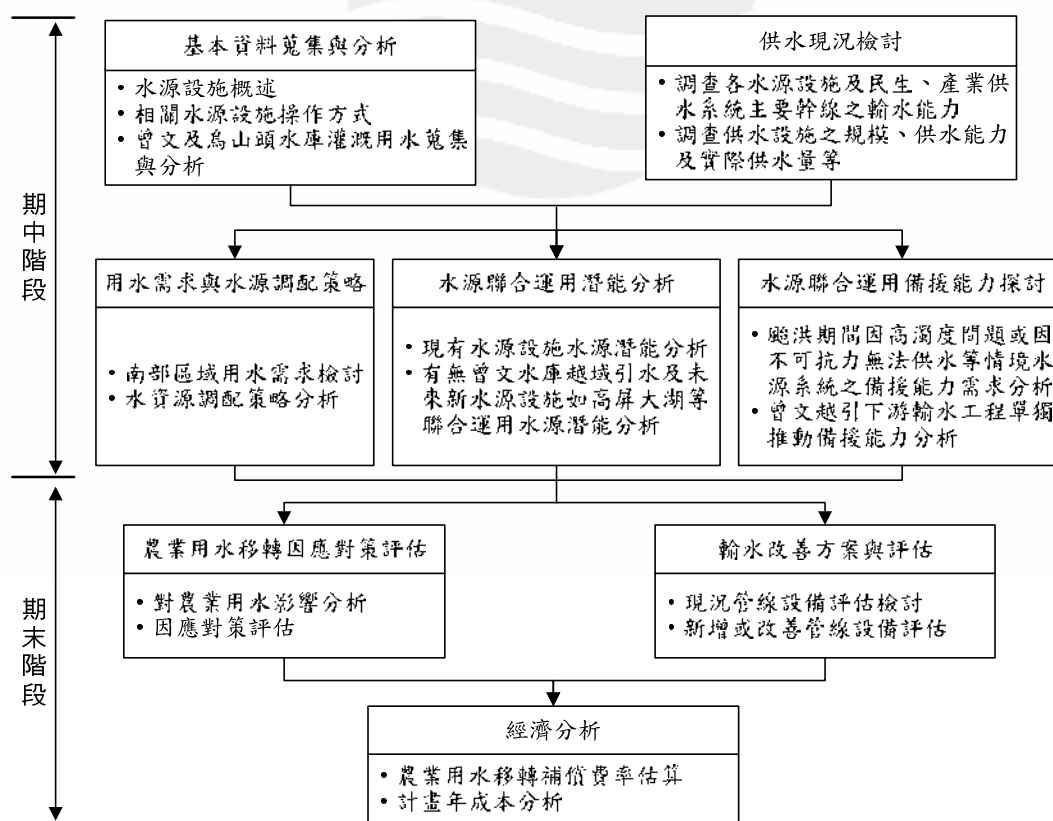 期中階段
基本資料蒐集與分析
• 水源設施概述
• 相關水源設施操作方式
• 曾文及烏山頭水庫灌溉用水蒐集
與分析
供水現況檢討
• 調查各水源設施及民生、產業供
水系統主要幹線之輸水能力
• 調查供水設施之規模、供水能力
及實際供水量等
用水需求與水源調配策略
• 南部區域用水需求檢討
• 水資源調配策略分析
水源聯合運用潛能分析
• 現有水源設施水源潛能分析
• 有無曾文水庫越域引水及未
來新水源設施如高屏大湖等
聯合運用水源潛能分析
水源聯合運用備援能力探討
• 颱洪期間因高濁度問題或因
不可抗力無法供水等情境水
源系統之備援能力需求分析
• 曾文越引下游輸水工程單獨
推動備援能力分析
期末階段
農業用水移轉因應對策評估
• 對農業用水影響分析
• 因應對策評估
輸水改善方案與評估
• 現況管線設備評估檢討
• 新增或改善管線設備評估
經濟分析
• 農業用水移轉補償費率估算
• 計畫年成本分析